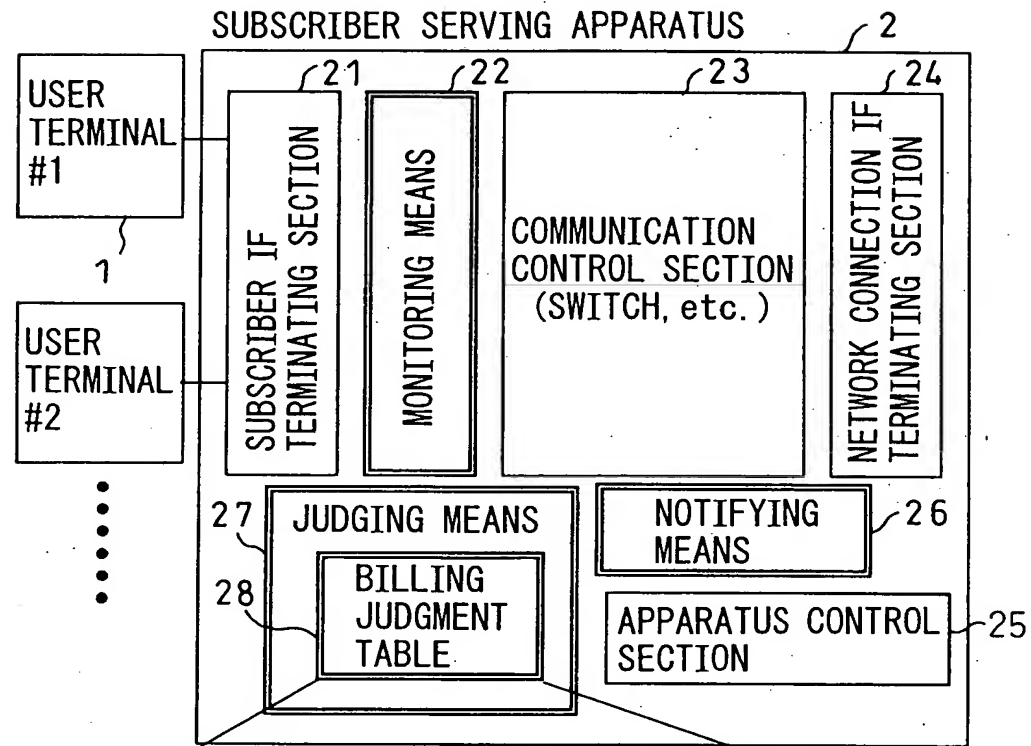 SUBSCRIBER SERVING APPARATUS
2
USER
TERMINAL
#1
1
USER
TERMINAL
#2
21
SUBSCRIBER IF
TERMINATING SECTION
22
MONITORING MEANS
23
COMMUNICATION
CONTROL SECTION
(SWITCH, etc.)
24
NETWORK CONNECTION IF
TERMINATING SECTION
27
JUDGING MEANS
28
BILLING
JUDGMENT
TABLE
NOTIFYING
MEANS
26
APPARATUS CONTROL
SECTION
25